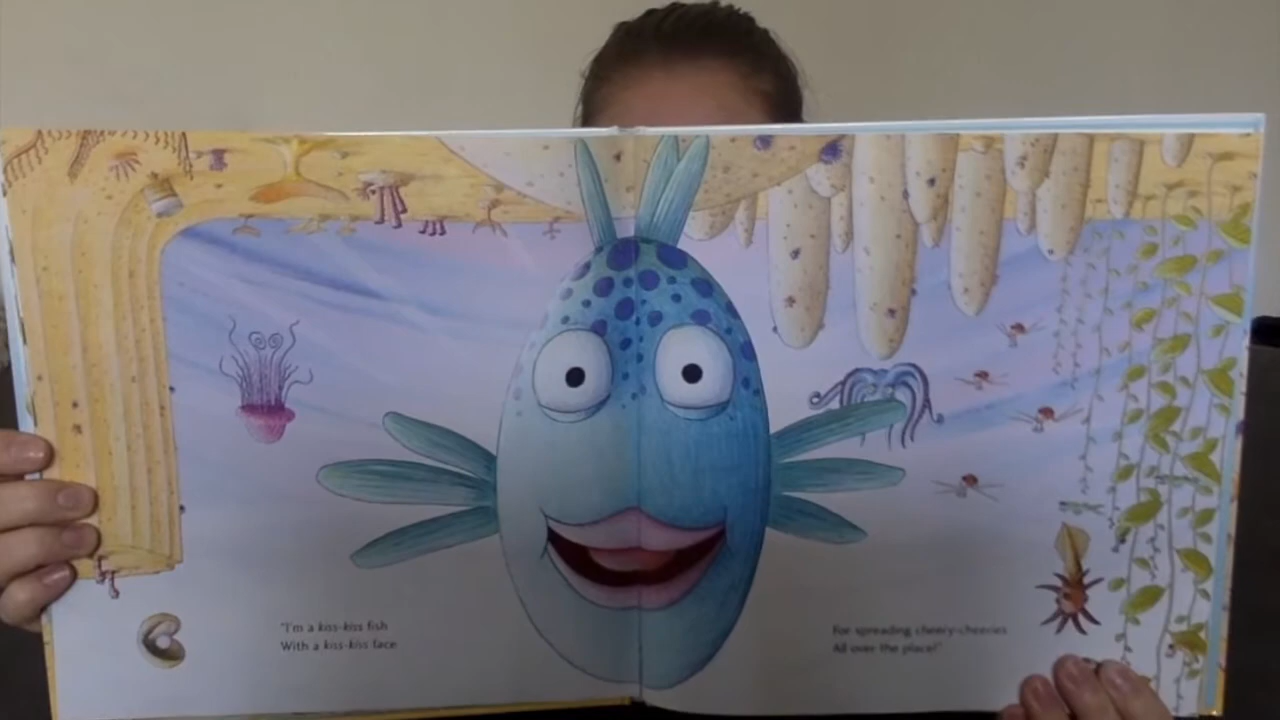 "I'm a kiss-kiss fish
With a kiss-kiss face
For spreading cheery-cheeries
All over the place!"